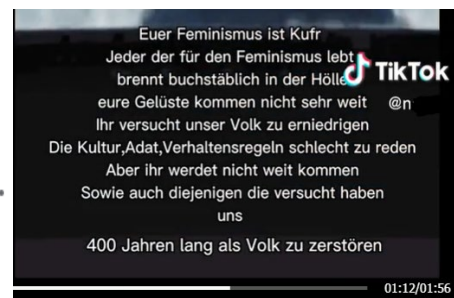 Euer Feminismus ist Kufr
Jeder der für den Feminismus lebt
brennt buchstäblich in der Hölle
TikTok
eure Gelüste kommen nicht sehr weit
@n
Ihr versucht unser Volk zu erniedrigen
Die Kultur,Adat,Verhaltensregeln schlecht zu reden
Aber ihr werdet nicht weit kommen
Sowie auch diejenigen die versucht haben
uns
400 Jahren lang als Volk zu zerstören
01:12/01:56